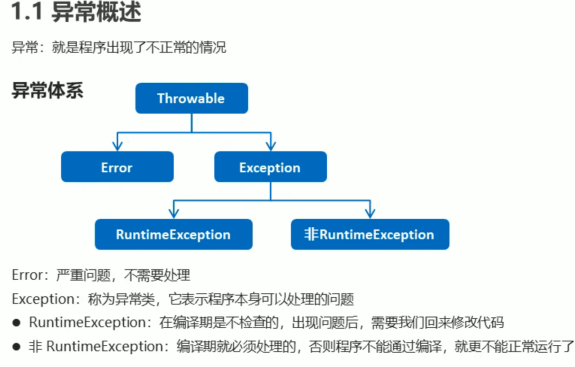 1.1 异常概述
异常：就是程序出现了不正常的情况
异常体系
Throwable
Error
Exception
RuntimeException
非RuntimeException
Error：严重问题，不需要处理
Exception：称为异常类，它表示程序本身可以处理的问题
● RuntimeException：在编译期是不检查的，出现问题后，需要我们回来修改代码
● 非 RuntimeException：编译期就必须处理的，否则程序不能通过编译，就更不能正常运行了